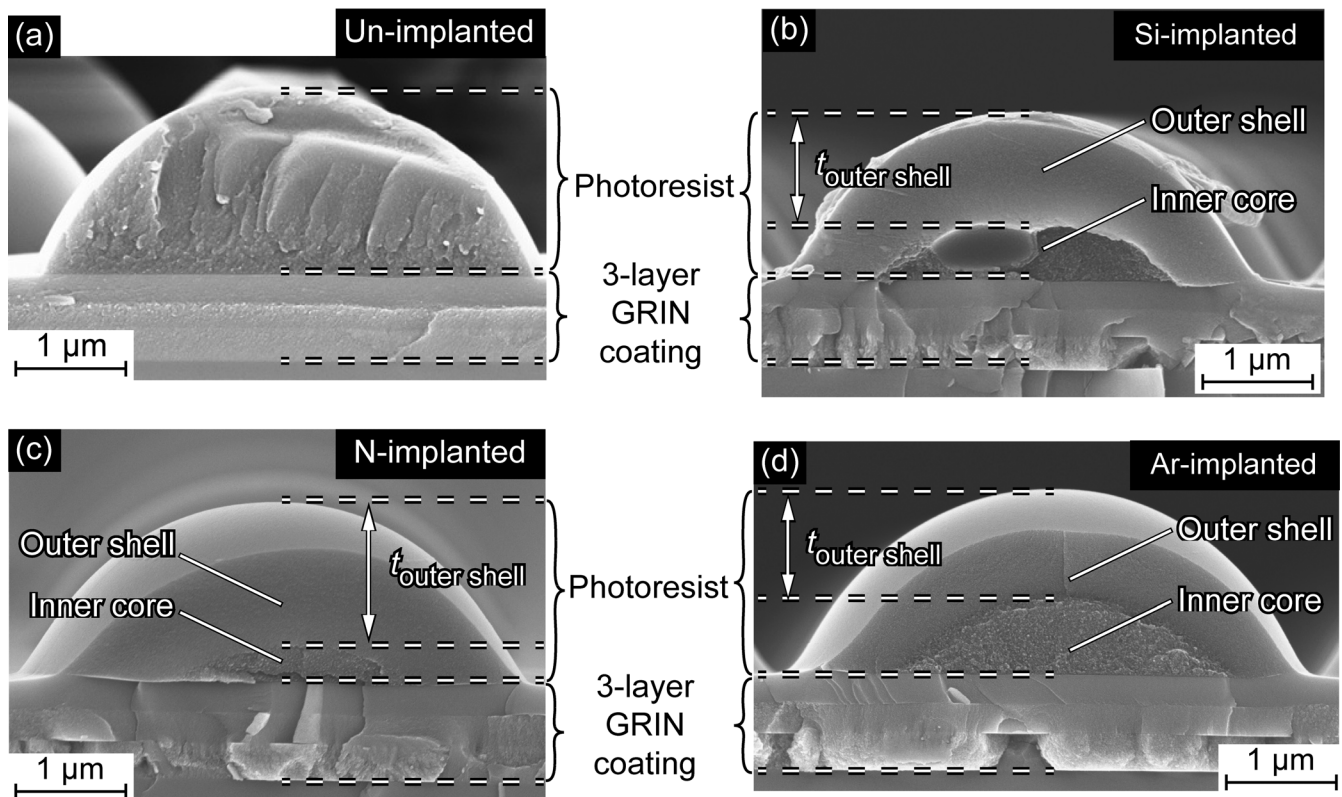 (a)
Un-implanted
1 µm
(b)
Si-implanted
Outer shell
t outer shell
Inner core
1 µm
Photoresist
3-layer
GRIN
coating
(c)
N-implanted
Outer shell
t outer shell
Inner core
1 µm
(d)
Ar-implanted
Outer shell
t outer shell
Inner core
1 µm
Photoresist
3-layer
GRIN
coating